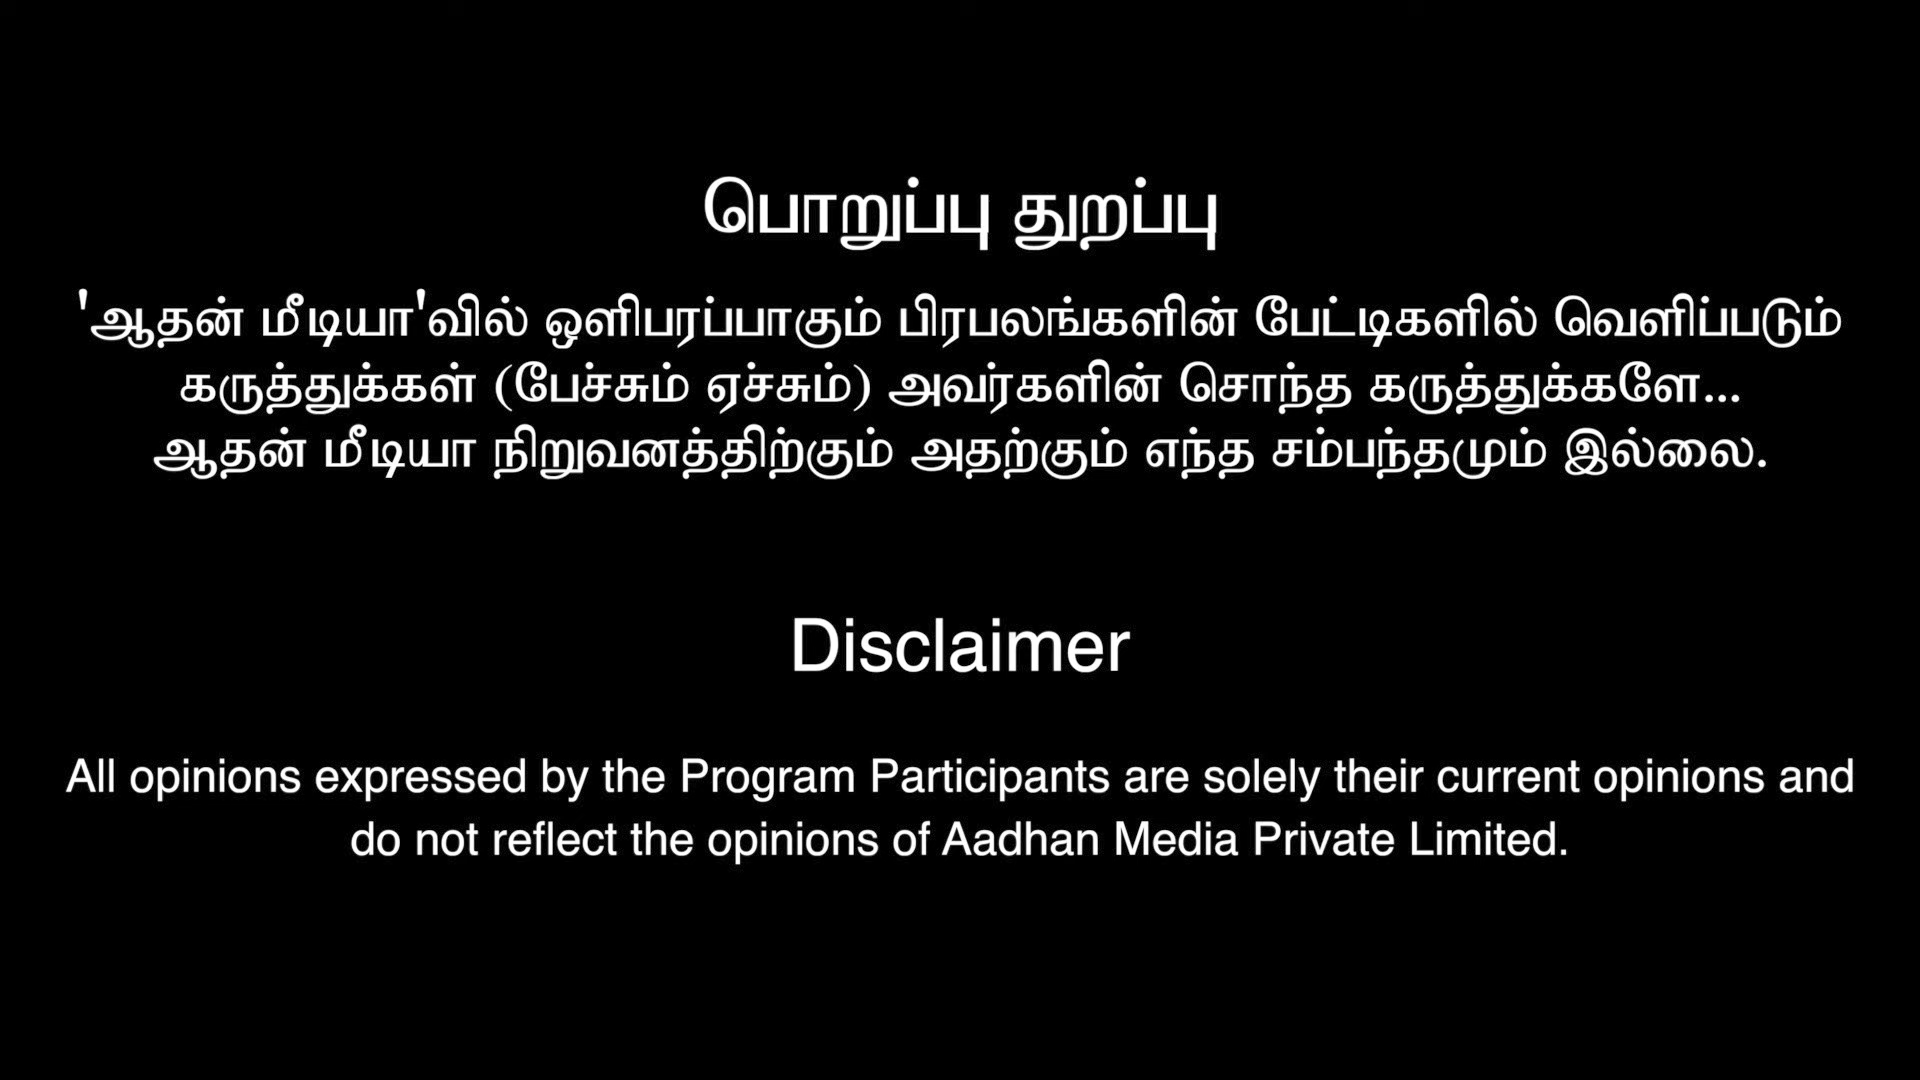 பொறுப்பு துறப்பு
'ஆதன் மீடியா'வில் ஒளிபரப்பாகும் பிரபலங்களின் பேட்டிகளில் வெளிப்படும்
கருத்துக்கள் (பேச்சும் ஏச்சும்) அவர்களின் சொந்த கருத்துக்களே...
ஆதன் மீடியா நிறுவனத்திற்கும் அதற்கும் எந்த சம்பந்தமும் இல்லை.
Disclaimer
All opinions expressed by the Program Participants are solely their current opinions and
do not reflect the opinions of Aadhan Media Private Limited.